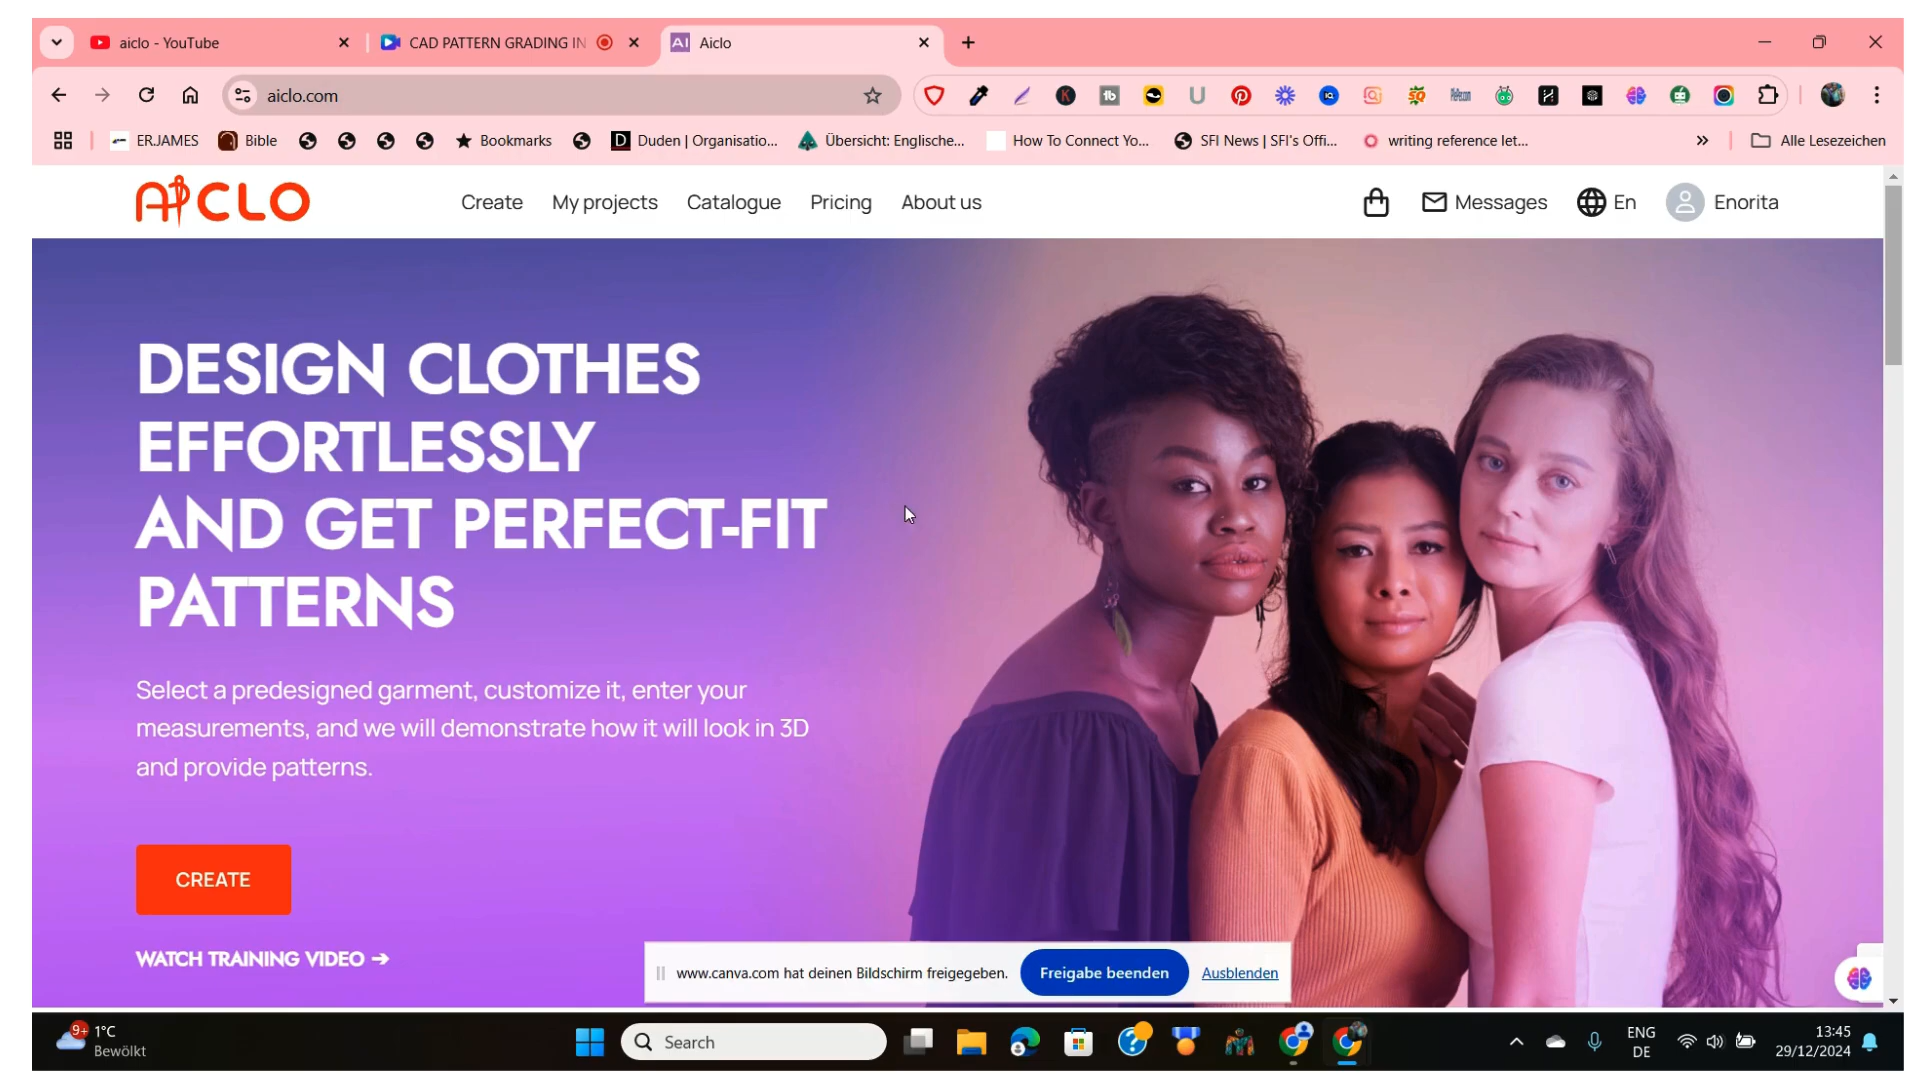 aiclo - YouTube
CAD PATTERN GRADING IN
AI Aiclo
aiclo.com
ER.JAMES
Bible
Bookmarks
D Duden | Organisatio...
Übersicht: Englische...
How To Connect Yo...
SFI News | SFI's Offi...
writing reference let...
Alle Lesezeichen
AICLO
Create
My projects
Catalogue
Pricing
About us
Messages
En
Enorita
DESIGN CLOTHES
EFFORTLESSLY
AND GET PERFECT-FIT
PATTERNS
Select a predesigned garment, customize it, enter your
measurements, and we will demonstrate how it will look in 3D
and provide patterns.
CREATE
WATCH TRAINING VIDEO ➔
www.canva.com hat deinen Bildschirm freigegeben.
Freigabe beenden
Ausblenden
9+
1°C
Bewölkt
Search
ENG
DE
13:45
29/12/2024